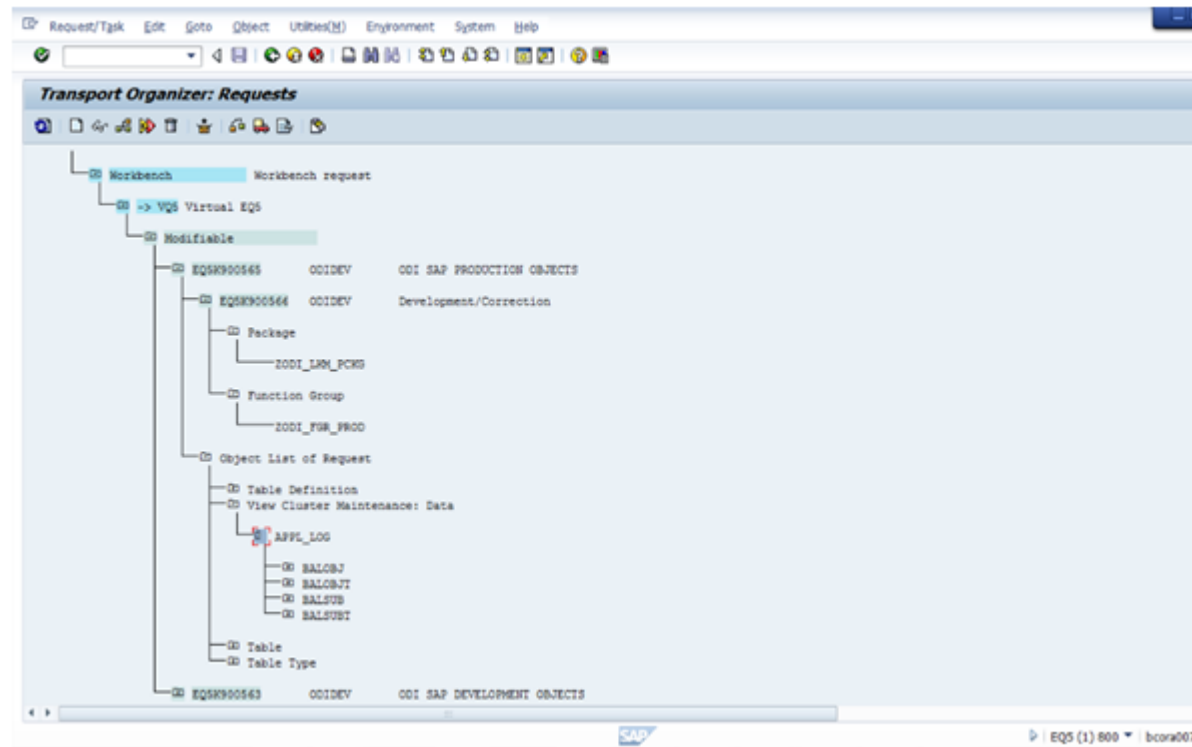 Request/Task Edit Goto Object Utilities(M) Environment System Help
Transport Organizer: Requests
Workbench Workbench request
-> VQ5 Virtual EQ5
Modifiable
EQ5K900565 ODIDEV ODI SAP PRODUCTION OBJECTS
EQ5K900566 ODIDEV Development/Correction
Package
ZODI_LKM_PCKG
Function Group
ZODI_FGR_PROD
Object List of Request
Table Definition
View Cluster Maintenance: Data
APPL_LOG
BALOBJ
BALOBJT
BALSUB
BALSUBT
Table
Table Type
EQ5K900563 ODIDEV ODI SAP DEVELOPMENT OBJECTS
SAP
EQ5 (1) 800 bcora007